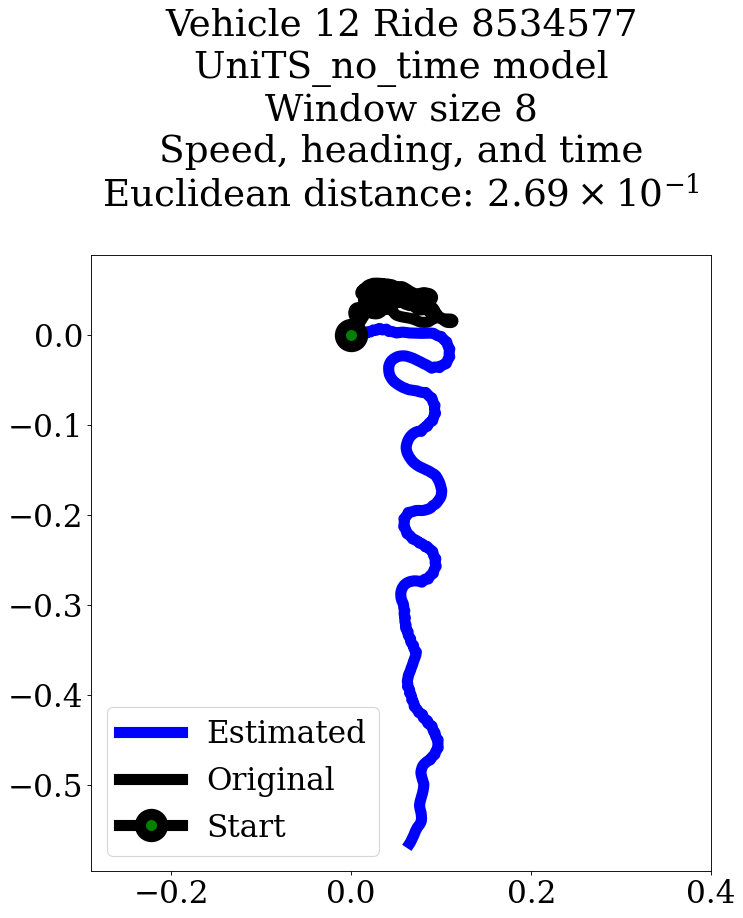 Vehicle 12 Ride 8534577
UniTS_no_time model
Window size 8
Speed, heading, and time
Euclidean distance: 2.69 × 10⁻¹
0.0
−0.1
−0.2
−0.3
−0.4
−0.5
Estimated
Original
Start
−0.2
0.0
0.2
0.4